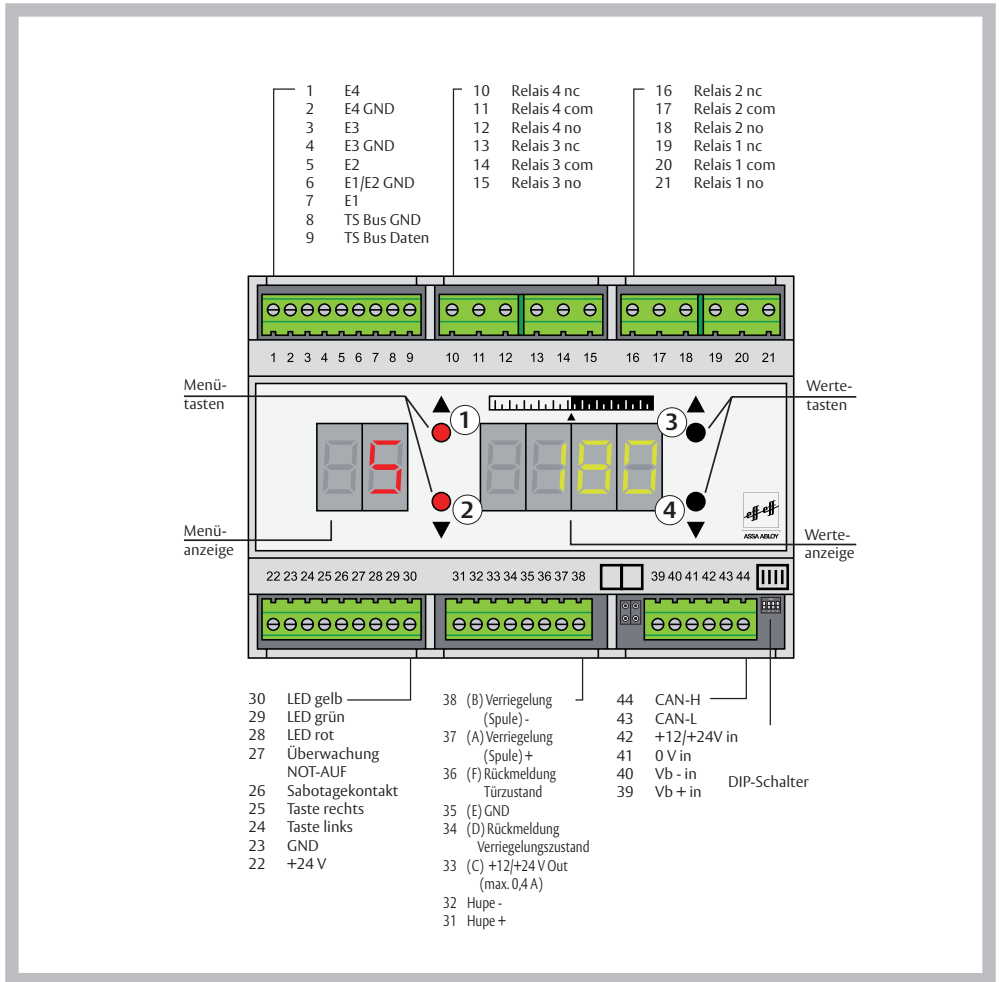 1 E4
2 E4 GND
3 E3
4 E3 GND
5 E2
6 E1/E2 GND
7 E1
8 TS Bus GND
9 TS Bus Daten
10 Relais 4 nc
11 Relais 4 com
12 Relais 4 no
13 Relais 3 nc
14 Relais 3 com
15 Relais 3 no
16 Relais 2 nc
17 Relais 2 com
18 Relais 2 no
19 Relais 1 nc
20 Relais 1 com
21 Relais 1 no
1 2 3 4 5 6 7 8 9
10 11 12 13 14 15
16 17 18 19 20 21
Menü-
tasten
1
3
Werte-
tasten
5
180
2
4
eff eff
ASSA ABLOY
Menü-
anzeige
Werte-
anzeige
22 23 24 25 26 27 28 29 30
31 32 33 34 35 36 37 38
39 40 41 42 43 44
30 LED gelb
29 LED grün
28 LED rot
27 Überwachung
NOT-AUF
26 Sabotagekontakt
25 Taste rechts
24 Taste links
23 GND
22 +24 V
38 (B) Verriegelung
(Spule) -
37 (A) Verriegelung
(Spule) +
36 (F) Rückmeldung
Türzustand
35 (E) GND
34 (D) Rückmeldung
Verriegelungszustand
33 (C) +12/+24 V Out
(max. 0,4 A)
32 Hupe -
31 Hupe +
44 CAN-H
43 CAN-L
42 +12/+24V in
41 0 V in
40 Vb - in
39 Vb + in
DIP-Schalter